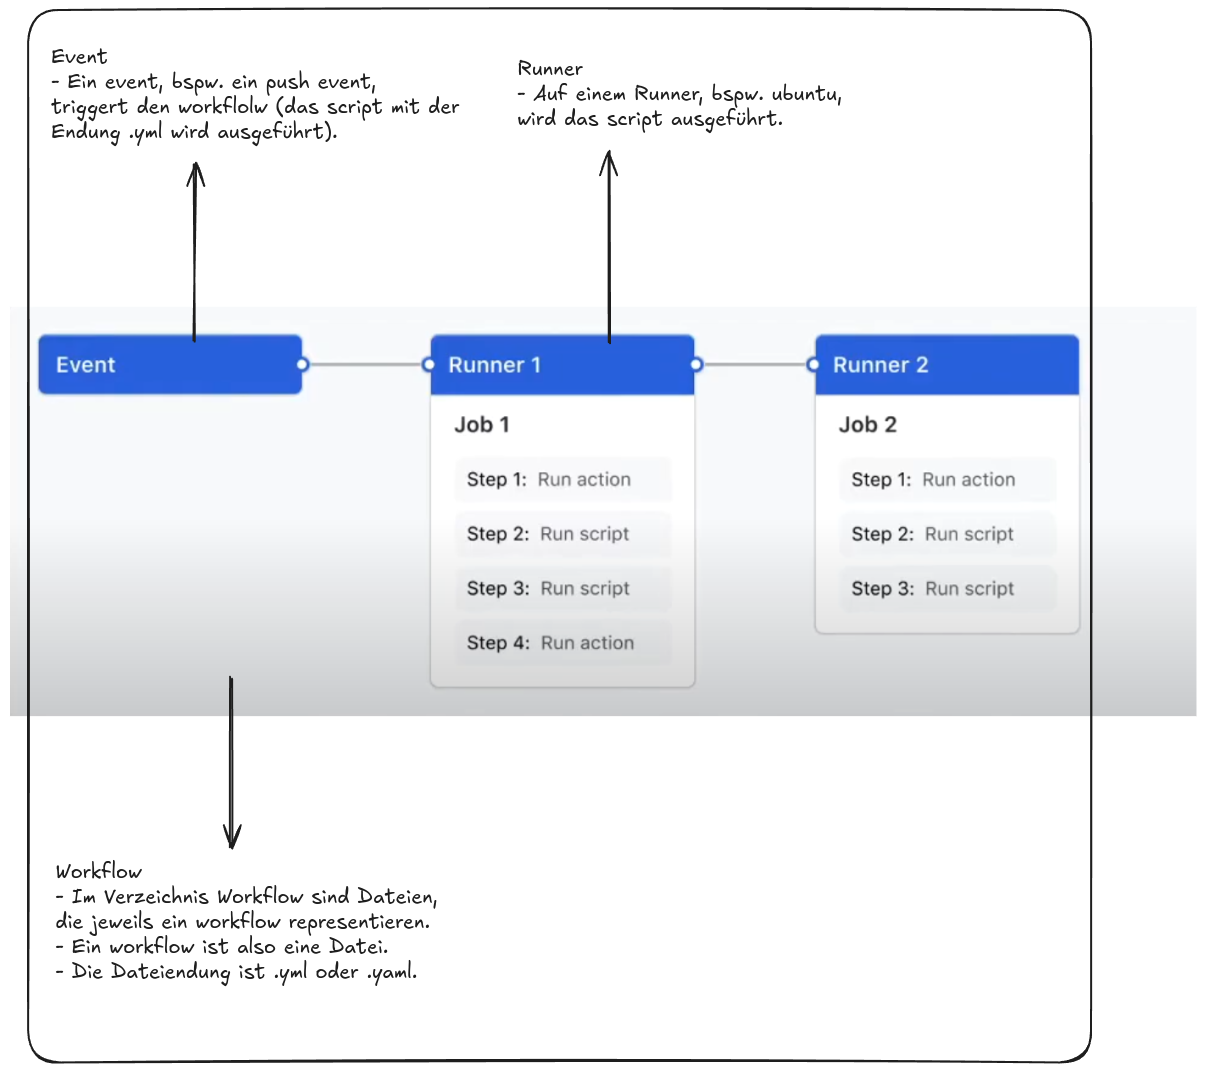 Event
- Ein event, bspw. ein push event,
triggert den workflolw (das script mit der
Endung .yml wird ausgeführt).
Runner
- Auf einem Runner, bspw. ubuntu,
wird das script ausgeführt.
Event
Runner 1
Job 1
Step 1: Run action
Step 2: Run script
Step 3: Run script
Step 4: Run action
Runner 2
Job 2
Step 1: Run action
Step 2: Run script
Step 3: Run script
Workflow
- Im Verzeichnis Workflow sind Dateien,
die jeweils ein workflow representieren.
- Ein workflow ist also eine Datei.
- Die Dateiendung ist .yml oder .yaml.